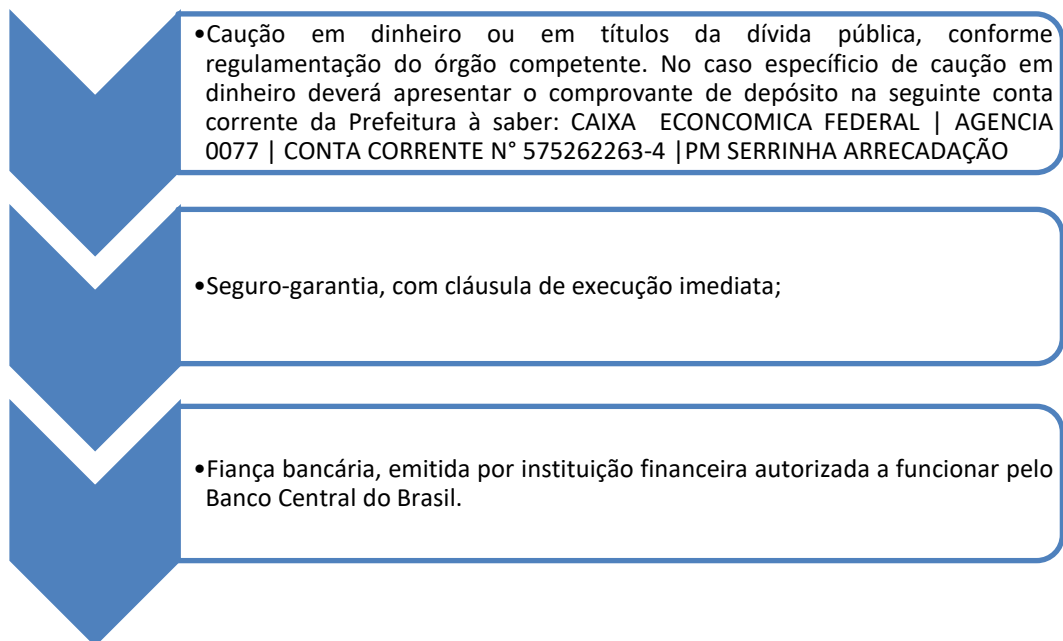 •Caução em dinheiro ou em títulos da dívida pública, conforme
regulamentação do órgão competente. No caso específicio de caução em
dinheiro deverá apresentar o comprovante de depósito na seguinte conta
corrente da Prefeitura à saber: CAIXA ECONCOMICA FEDERAL | AGENCIA
0077 | CONTA CORRENTE N° 575262263-4 |PM SERRINHA ARRECADAÇÃO
•Seguro-garantia, com cláusula de execução imediata;
•Fiança bancária, emitida por instituição financeira autorizada a funcionar pelo
Banco Central do Brasil.